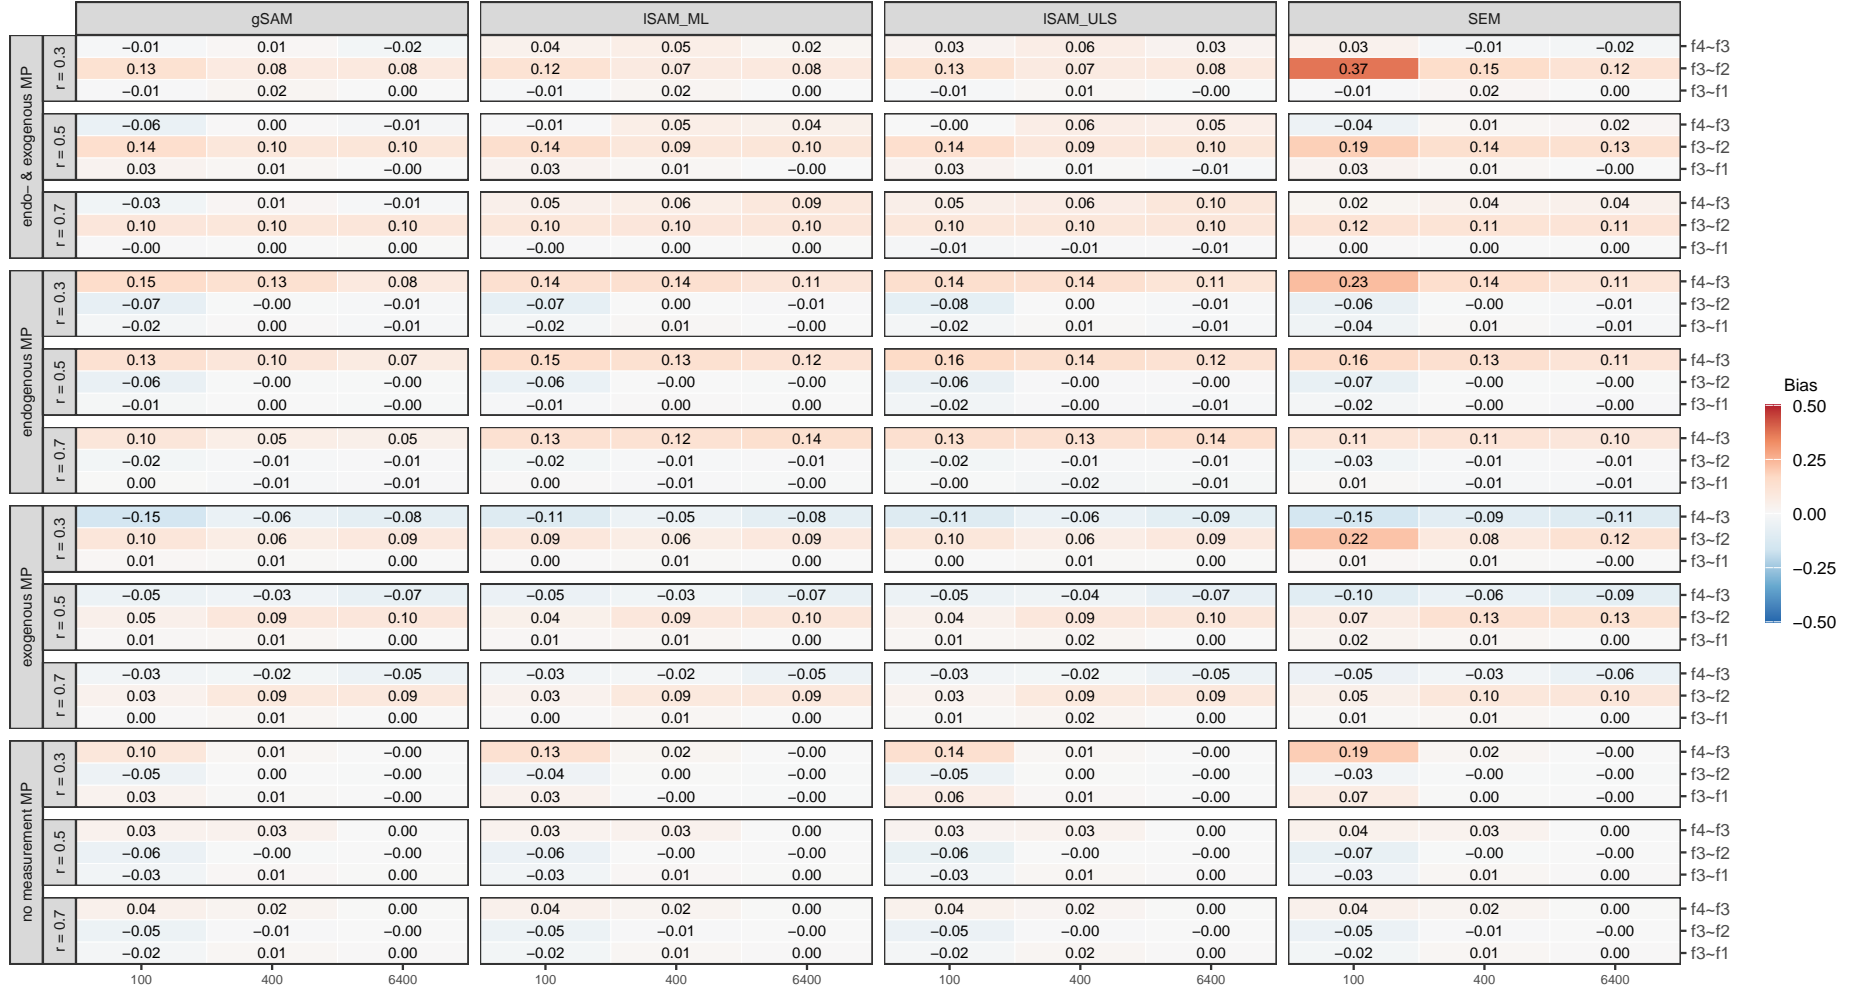 gSAM lSAM_ML lSAM_ULS SEM
endo− & exogenous MP
r = 0.3
−0.01 0.01 −0.02 0.04 0.05 0.02 0.03 0.06 0.03 0.03 −0.01 −0.02 f4~f3
0.13 0.08 0.08 0.12 0.07 0.08 0.13 0.07 0.08 0.37 0.15 0.12 f3~f2
−0.01 0.02 0.00 −0.01 0.02 0.00 −0.01 0.01 −0.00 −0.01 0.02 0.00 f3~f1
r = 0.5
−0.06 0.00 −0.01 −0.01 0.05 0.04 −0.00 0.06 0.05 −0.04 0.01 0.02 f4~f3
0.14 0.10 0.10 0.14 0.09 0.10 0.14 0.09 0.10 0.19 0.14 0.13 f3~f2
0.03 0.01 −0.00 0.03 0.01 −0.00 0.03 0.01 −0.01 0.03 0.01 −0.00 f3~f1
r = 0.7
−0.03 0.01 −0.01 0.05 0.06 0.09 0.05 0.06 0.10 0.02 0.04 0.04 f4~f3
0.10 0.10 0.10 0.10 0.10 0.10 0.10 0.10 0.10 0.12 0.11 0.11 f3~f2
−0.00 0.00 0.00 −0.00 0.00 0.00 −0.01 −0.01 −0.01 0.00 0.00 0.00 f3~f1
endogenous MP
r = 0.3
0.15 0.13 0.08 0.14 0.14 0.11 0.14 0.14 0.11 0.23 0.14 0.11 f4~f3
−0.07 −0.00 −0.01 −0.07 0.00 −0.01 −0.08 0.00 −0.01 −0.06 −0.00 −0.01 f3~f2
−0.02 0.00 −0.01 −0.02 0.01 −0.00 −0.02 0.01 −0.01 −0.04 0.01 −0.01 f3~f1
r = 0.5
0.13 0.10 0.07 0.15 0.13 0.12 0.16 0.14 0.12 0.16 0.13 0.11 f4~f3
−0.06 −0.00 −0.00 −0.06 −0.00 −0.00 −0.06 −0.00 −0.00 −0.07 −0.00 −0.00 f3~f2
−0.01 0.00 −0.00 −0.01 0.00 0.00 −0.02 −0.00 −0.01 −0.02 −0.00 −0.00 f3~f1
r = 0.7
0.10 0.05 0.05 0.13 0.12 0.14 0.13 0.13 0.14 0.11 0.11 0.10 f4~f3
−0.02 −0.01 −0.01 −0.02 −0.01 −0.01 −0.02 −0.01 −0.01 −0.03 −0.01 −0.01 f3~f2
0.00 −0.01 −0.01 0.00 −0.01 −0.00 −0.00 −0.02 −0.01 0.01 −0.01 −0.01 f3~f1
exogenous MP
r = 0.3
−0.15 −0.06 −0.08 −0.11 −0.05 −0.08 −0.11 −0.06 −0.09 −0.15 −0.09 −0.11 f4~f3
0.10 0.06 0.09 0.09 0.06 0.09 0.10 0.06 0.09 0.22 0.08 0.12 f3~f2
0.01 0.01 0.00 0.01 0.01 0.00 0.00 0.01 0.00 0.01 0.01 −0.00 f3~f1
r = 0.5
−0.05 −0.03 −0.07 −0.05 −0.03 −0.07 −0.05 −0.04 −0.07 −0.10 −0.06 −0.09 f4~f3
0.05 0.09 0.10 0.04 0.09 0.10 0.04 0.09 0.10 0.07 0.13 0.13 f3~f2
0.01 0.01 0.00 0.01 0.01 0.00 0.01 0.02 0.00 0.02 0.01 0.00 f3~f1
r = 0.7
−0.03 −0.02 −0.05 −0.03 −0.02 −0.05 −0.03 −0.02 −0.05 −0.05 −0.03 −0.06 f4~f3
0.03 0.09 0.09 0.03 0.09 0.09 0.03 0.09 0.09 0.05 0.10 0.10 f3~f2
0.00 0.01 0.00 0.00 0.01 0.00 0.01 0.02 0.00 0.01 0.01 0.00 f3~f1
no measurement MP
r = 0.3
0.10 0.01 −0.00 0.13 0.02 −0.00 0.14 0.01 −0.00 0.19 0.02 −0.00 f4~f3
−0.05 0.00 −0.00 −0.04 0.00 −0.00 −0.05 0.00 −0.00 −0.03 −0.00 −0.00 f3~f2
0.03 0.01 −0.00 0.03 −0.00 −0.00 0.06 0.01 −0.00 0.07 0.00 −0.00 f3~f1
r = 0.5
0.03 0.03 0.00 0.03 0.03 0.00 0.03 0.03 0.00 0.04 0.03 0.00 f4~f3
−0.06 −0.00 −0.00 −0.06 −0.00 −0.00 −0.06 −0.00 −0.00 −0.07 −0.00 −0.00 f3~f2
−0.03 0.01 0.00 −0.03 0.01 0.00 −0.03 0.01 0.00 −0.03 0.01 0.00 f3~f1
r = 0.7
0.04 0.02 0.00 0.04 0.02 0.00 0.04 0.02 0.00 0.04 0.02 0.00 f4~f3
−0.05 −0.01 −0.00 −0.05 −0.01 −0.00 −0.05 −0.00 −0.00 −0.05 −0.01 −0.00 f3~f2
−0.02 0.01 0.00 −0.02 0.01 0.00 −0.02 0.02 0.00 −0.02 0.01 0.00 f3~f1
100 400 6400 100 400 6400 100 400 6400 100 400 6400
Bias
0.50
0.25
0.00
−0.25
−0.50